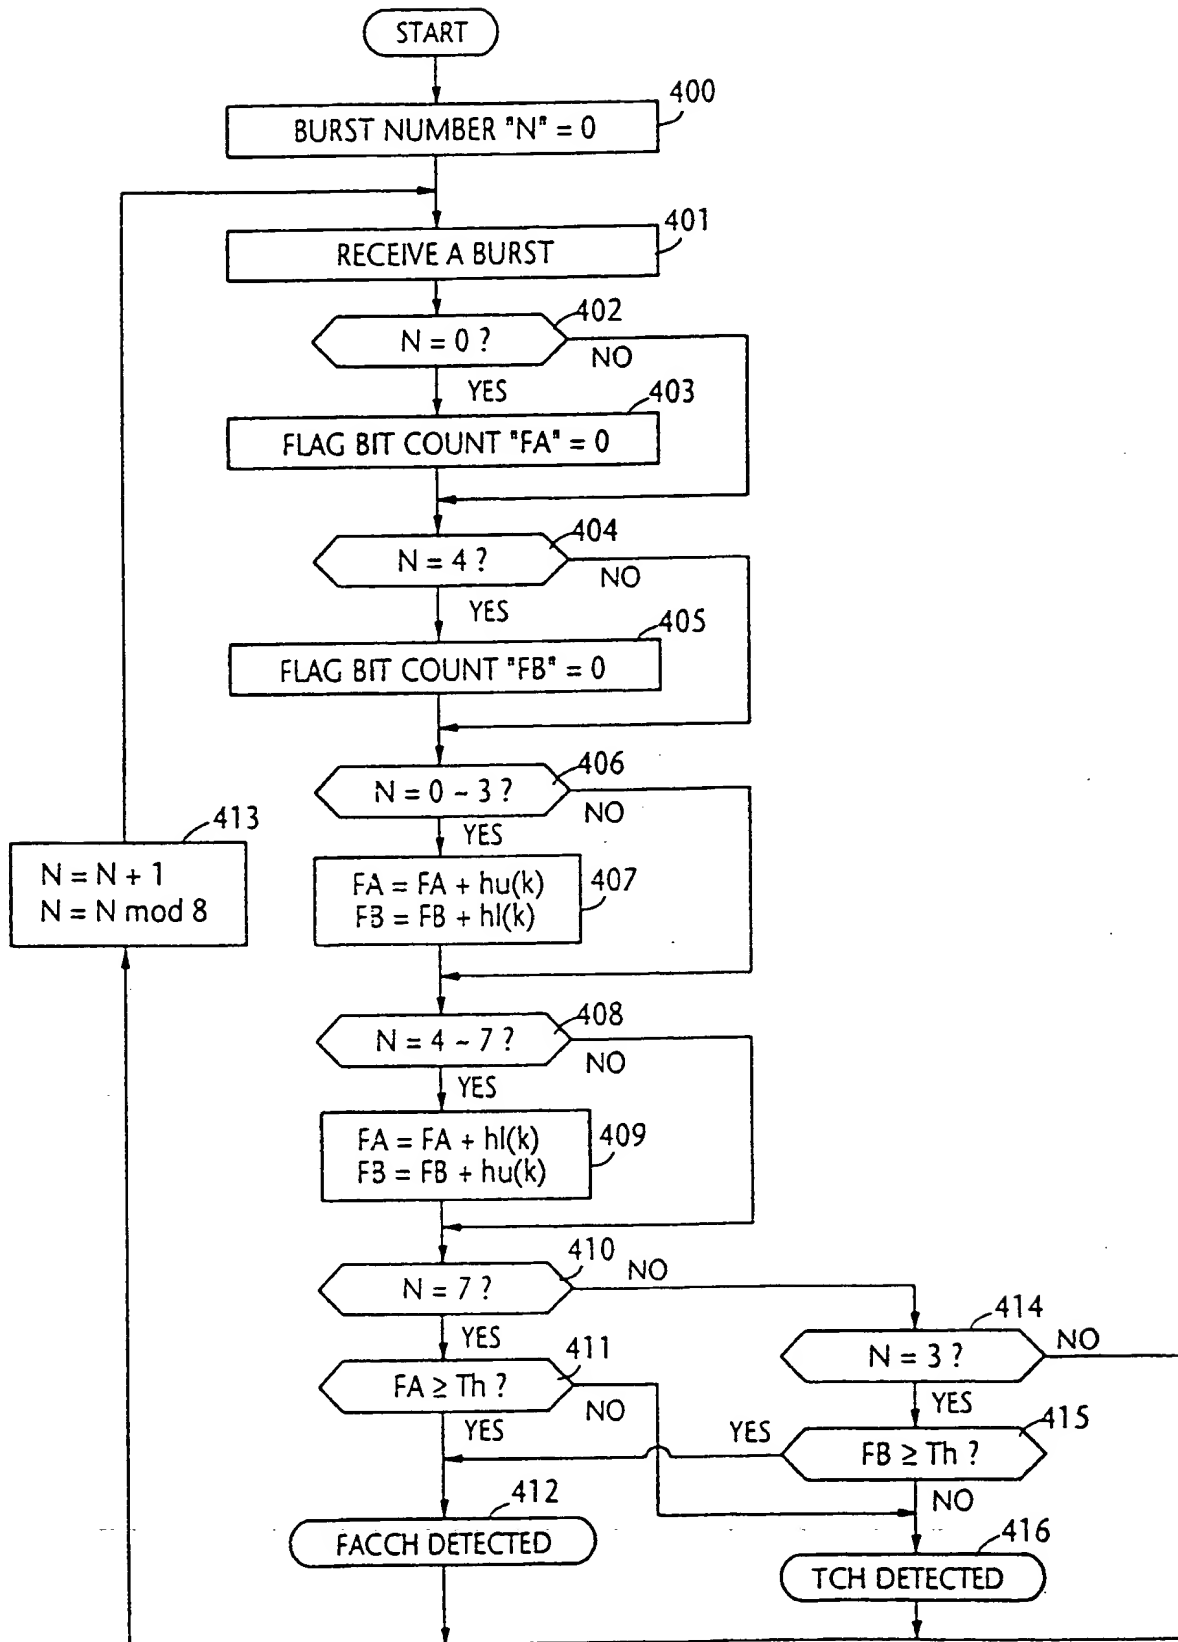 START
400
BURST NUMBER "N" = 0
401
RECEIVE A BURST
402
N = 0 ?
NO
YES
403
FLAG BIT COUNT "FA" = 0
404
N = 4 ?
NO
YES
405
FLAG BIT COUNT "FB" = 0
406
N = 0 ~ 3 ?
NO
YES
413
N = N + 1
N = N mod 8
FA = FA + hu(k)
FB = FB + hl(k)
407
408
N = 4 ~ 7 ?
NO
YES
FA = FA + hl(k)
FB = FB + hu(k)
409
410
N = 7 ?
NO
YES
414
N = 3 ?
NO
YES
411
FA ≥ Th ?
NO
YES
415
FB ≥ Th ?
YES
NO
412
FACCH DETECTED
416
TCH DETECTED